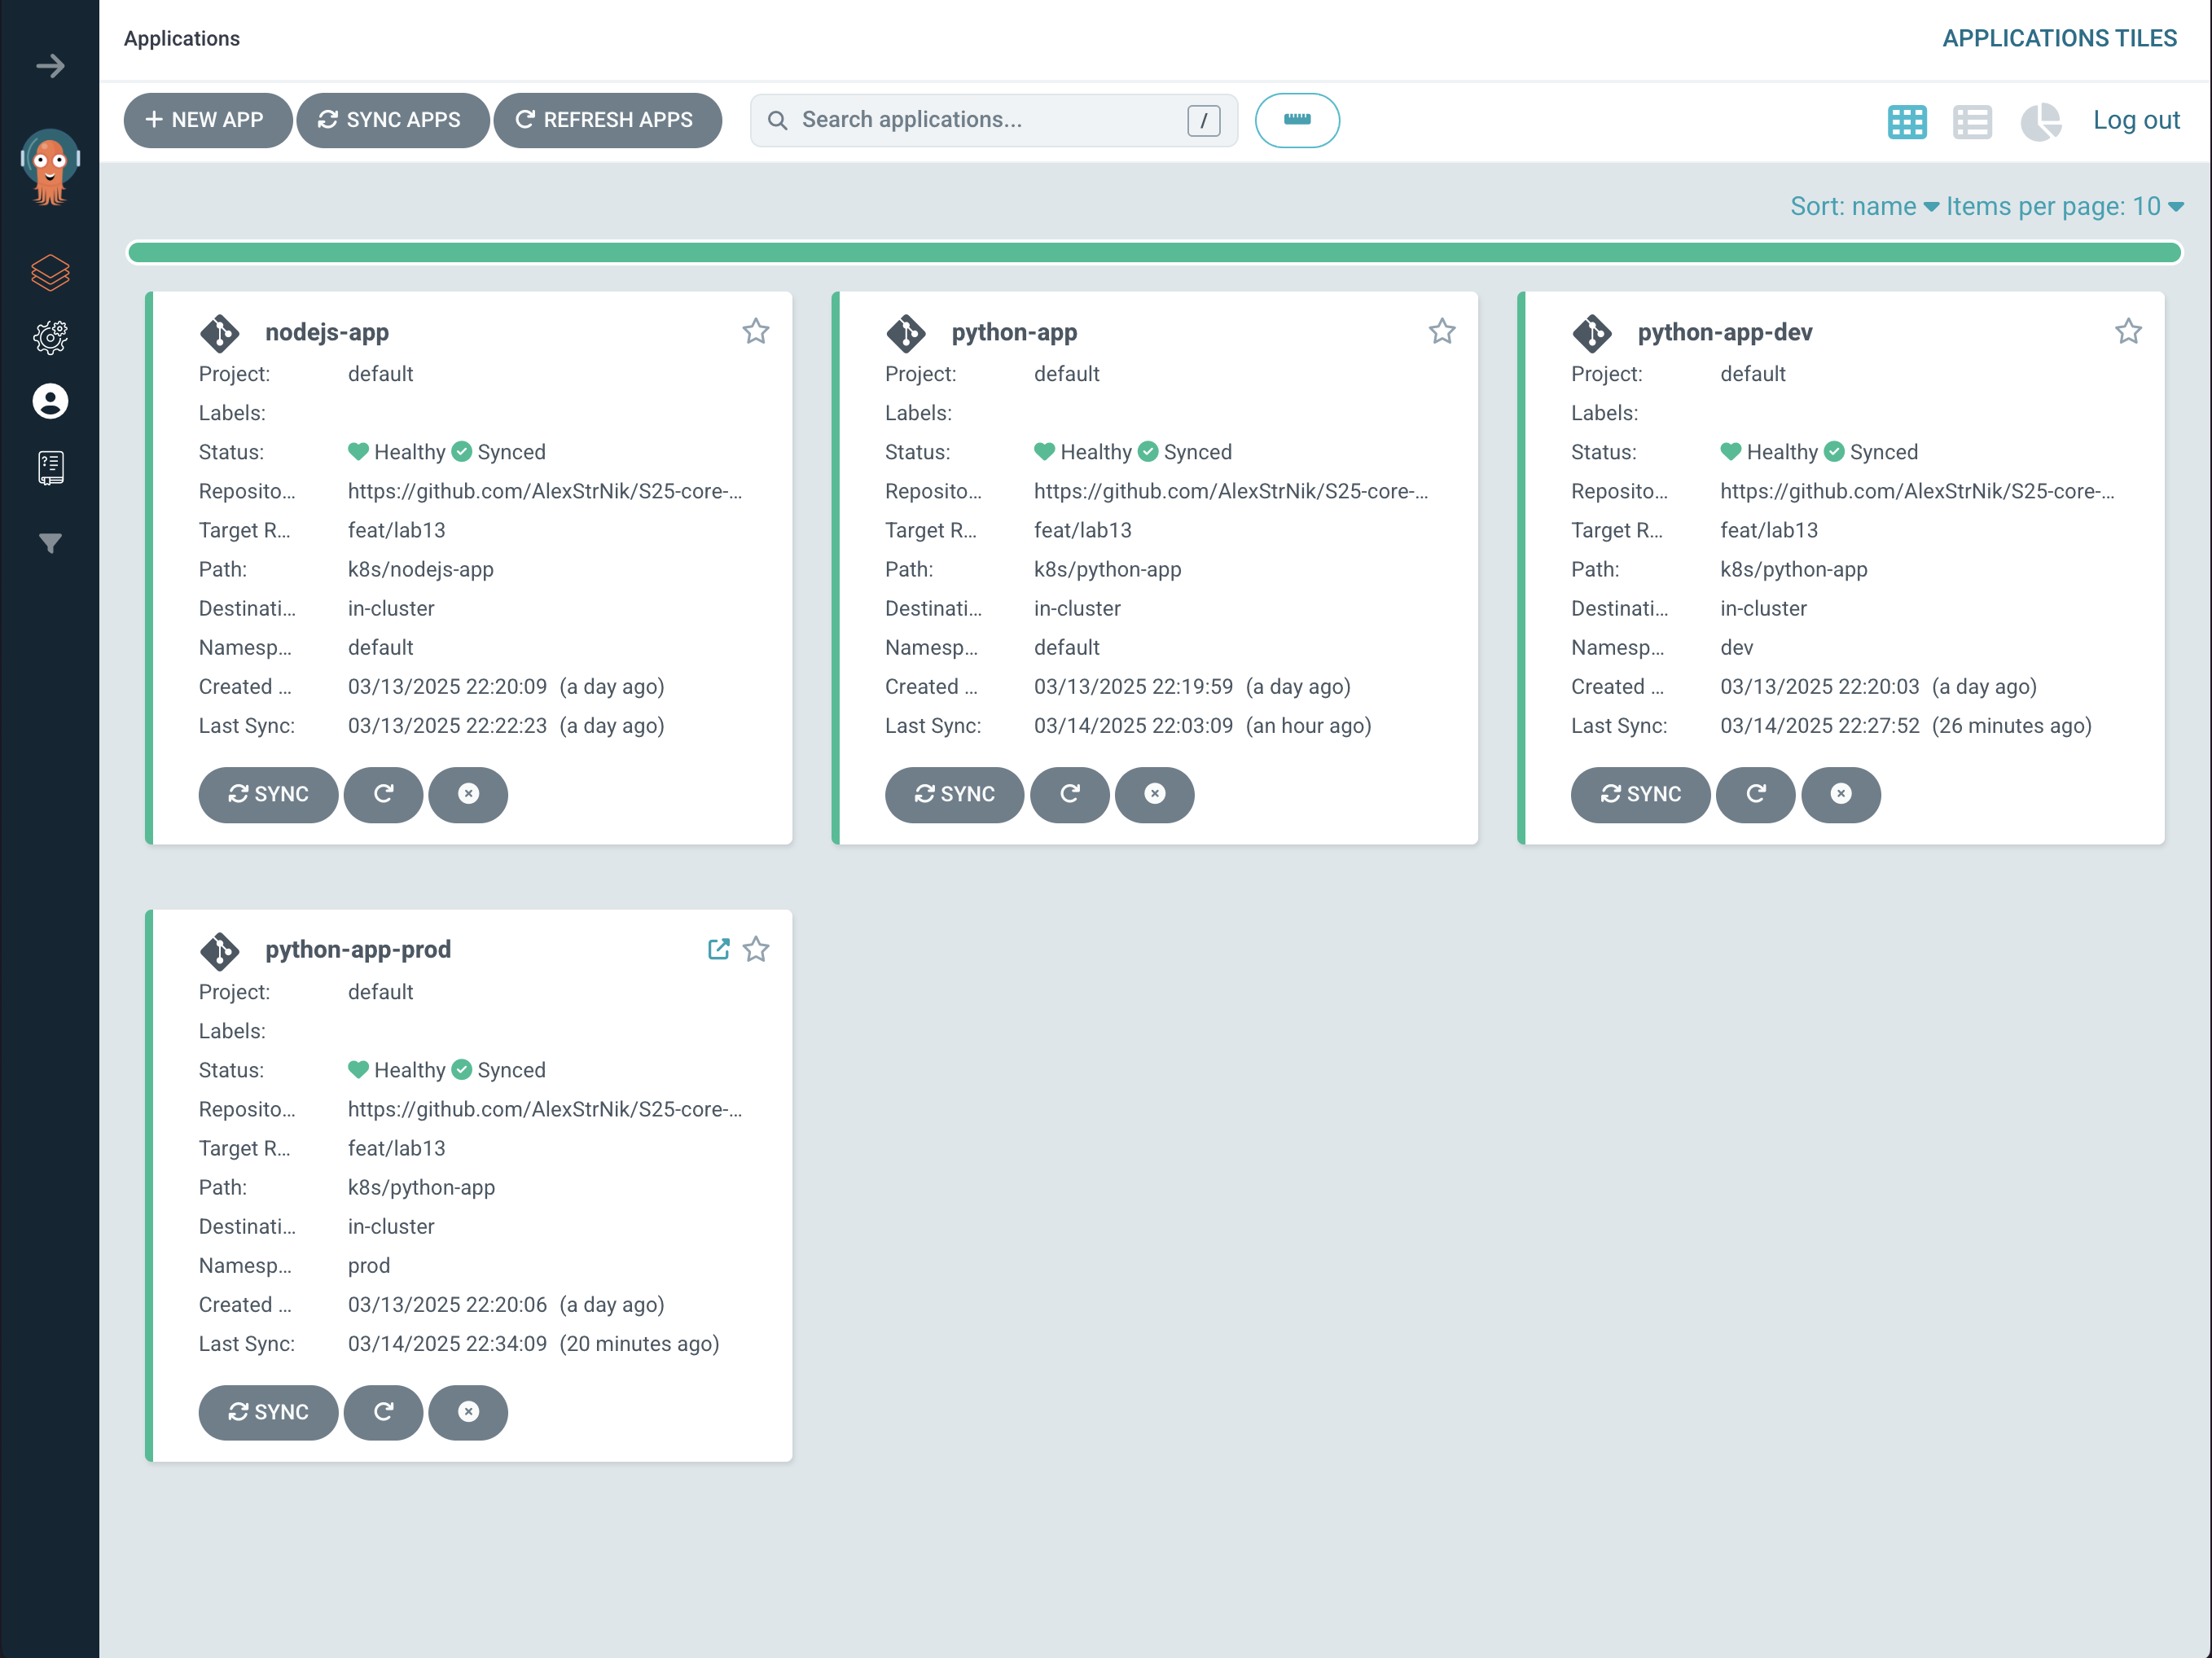 Applications
APPLICATIONS TILES
NEW APP
SYNC APPS
REFRESH APPS
Search applications...
/
Log out
Sort: name
Items per page: 10
nodejs-app
Project: default
Labels:
Status: Healthy Synced
Reposito... https://github.com/AlexStrNik/S25-core-...
Target R... feat/lab13
Path: k8s/nodejs-app
Destinati... in-cluster
Namesp... default
Created ... 03/13/2025 22:20:09 (a day ago)
Last Sync: 03/13/2025 22:22:23 (a day ago)
SYNC
python-app
Project: default
Labels:
Status: Healthy Synced
Reposito... https://github.com/AlexStrNik/S25-core-...
Target R... feat/lab13
Path: k8s/python-app
Destinati... in-cluster
Namesp... default
Created ... 03/13/2025 22:19:59 (a day ago)
Last Sync: 03/14/2025 22:03:09 (an hour ago)
SYNC
python-app-dev
Project: default
Labels:
Status: Healthy Synced
Reposito... https://github.com/AlexStrNik/S25-core-...
Target R... feat/lab13
Path: k8s/python-app
Destinati... in-cluster
Namesp... dev
Created ... 03/13/2025 22:20:03 (a day ago)
Last Sync: 03/14/2025 22:27:52 (26 minutes ago)
SYNC
python-app-prod
Project: default
Labels:
Status: Healthy Synced
Reposito... https://github.com/AlexStrNik/S25-core-...
Target R... feat/lab13
Path: k8s/python-app
Destinati... in-cluster
Namesp... prod
Created ... 03/13/2025 22:20:06 (a day ago)
Last Sync: 03/14/2025 22:34:09 (20 minutes ago)
SYNC